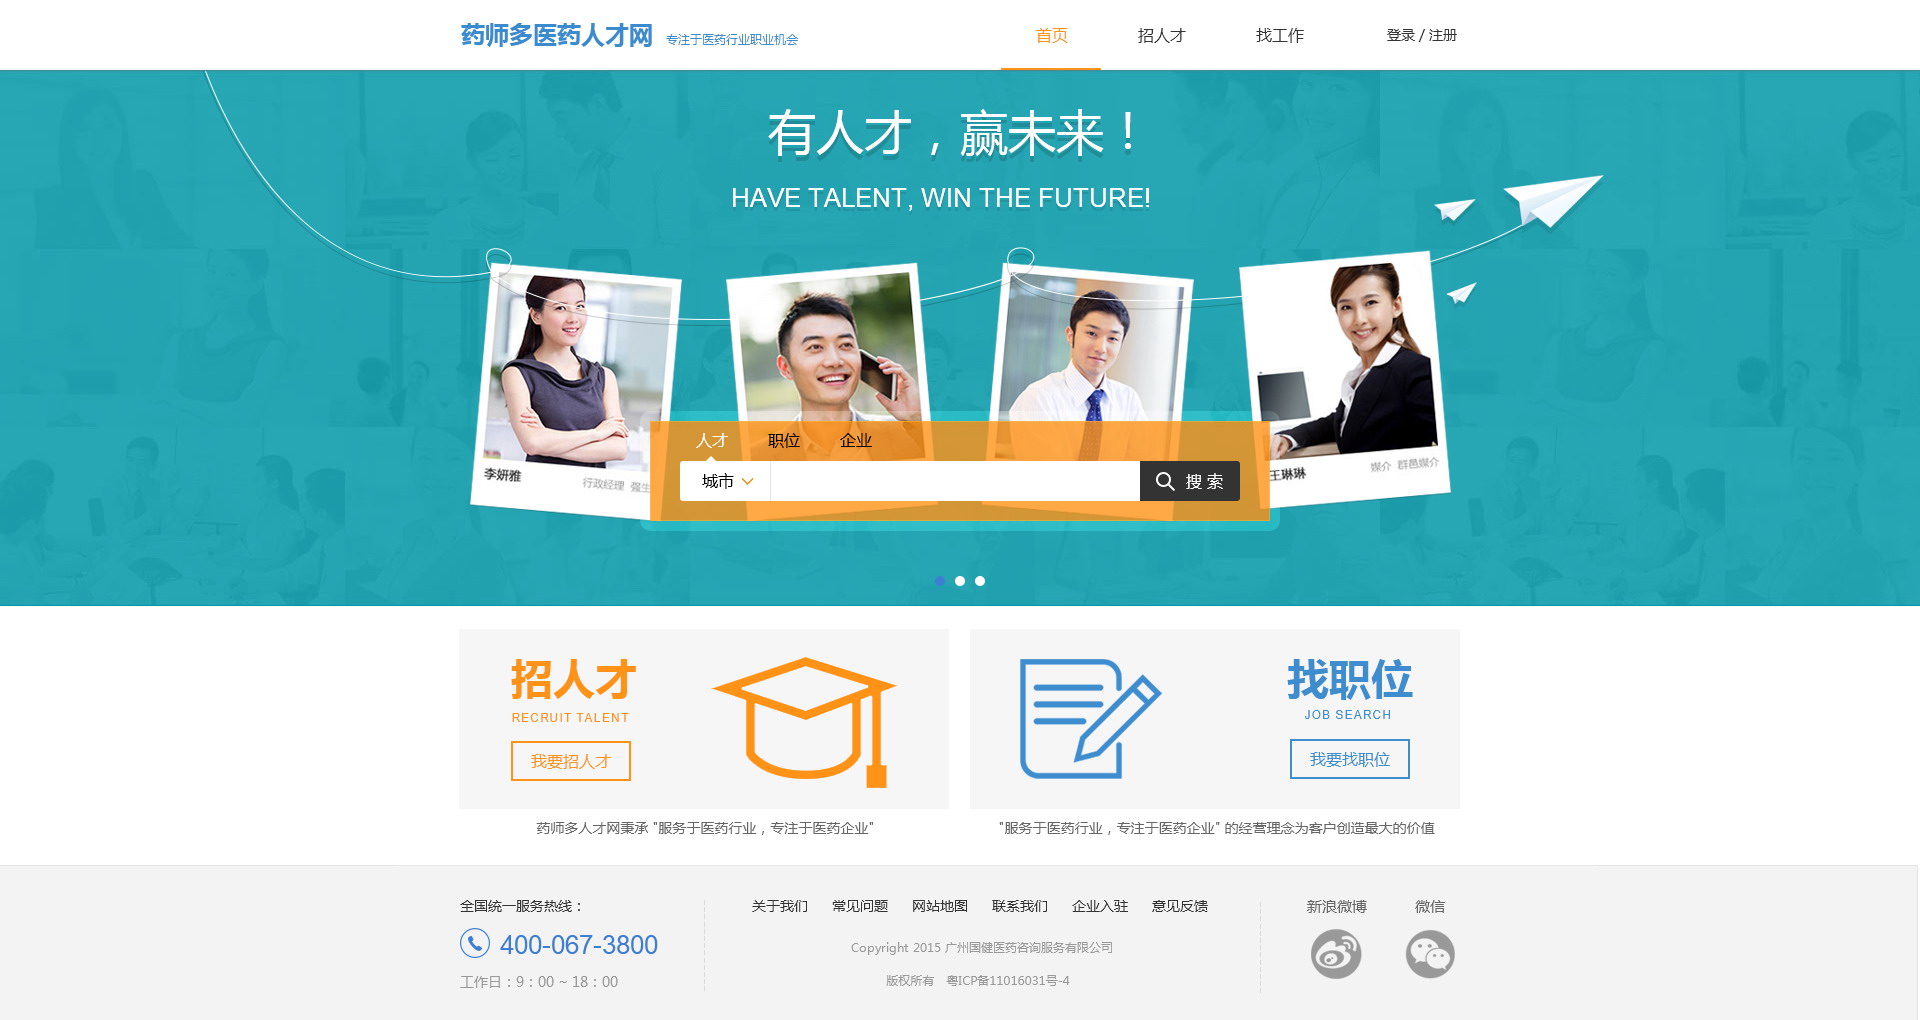 药师多医药人才网 专注于医药行业职业机会
首页 招人才 找工作 登录 / 注册
有人才，赢未来！
HAVE TALENT, WIN THE FUTURE!
李妍雅
行政经理 强生
王琳琳
媒介 群邑媒介
人才 职位 企业
城市 搜 索
招人才
RECRUIT TALENT
我要招人才
找职位
JOB SEARCH
我要找职位
药师多人才网秉承 "服务于医药行业，专注于医药企业"
"服务于医药行业，专注于医药企业" 的经营理念为客户创造最大的价值
全国统一服务热线：
400-067-3800
工作日：9：00 ~ 18：00
关于我们 常见问题 网站地图 联系我们 企业入驻 意见反馈
Copyright 2015 广州国健医药咨询服务有限公司
版权所有 粤ICP备11016031号-4
新浪微博 微信